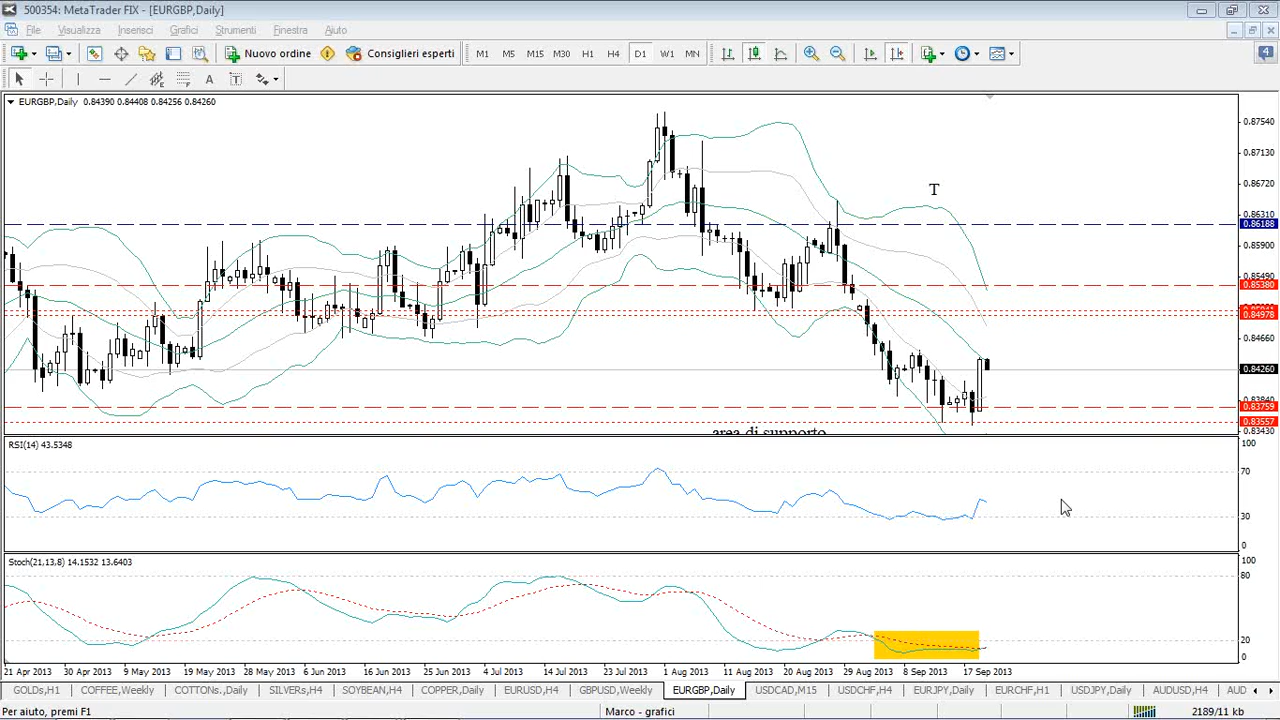 500354: MetaTrader FIX - [EURGBP,Daily]
File Visualizza Inserisci Grafici Strumenti Finestra Aiuto
Nuovo ordine Consiglieri esperti M1 M5 M15 M30 H1 H4 D1 W1 MN 4
A T
EURGBP,Daily 0.84390 0.84408 0.84256 0.84260
0.87540
0.87130
0.86720
T
0.86310
0.86188
0.85900
0.85490
0.85380
0.84978
0.84660
0.84260
0.83840
0.83759
0.83557
0.83430
area di supporto
RSI(14) 43.5348
100
70
30
0
Stoch(21,13,8) 14.1532 13.6403
100
80
20
0
21 Apr 2013 30 Apr 2013 9 May 2013 19 May 2013 28 May 2013 6 Jun 2013 16 Jun 2013 25 Jun 2013 4 Jul 2013 14 Jul 2013 23 Jul 2013 1 Aug 2013 11 Aug 2013 20 Aug 2013 29 Aug 2013 8 Sep 2013 17 Sep 2013
GOLDs,H1 COFFEE,Weekly COTTONs.,Daily SILVERs,H4 SOYBEAN,H4 COPPER,Daily EURUSD,H4 GBPUSD,Weekly EURGBP,Daily USDCAD,M15 USDCHF,H4 EURJPY,Daily EURCHF,H1 USDJPY,Daily AUDUSD,H4 AUD
Per aiuto, premi F1 Marco - grafici 2189/11 kb